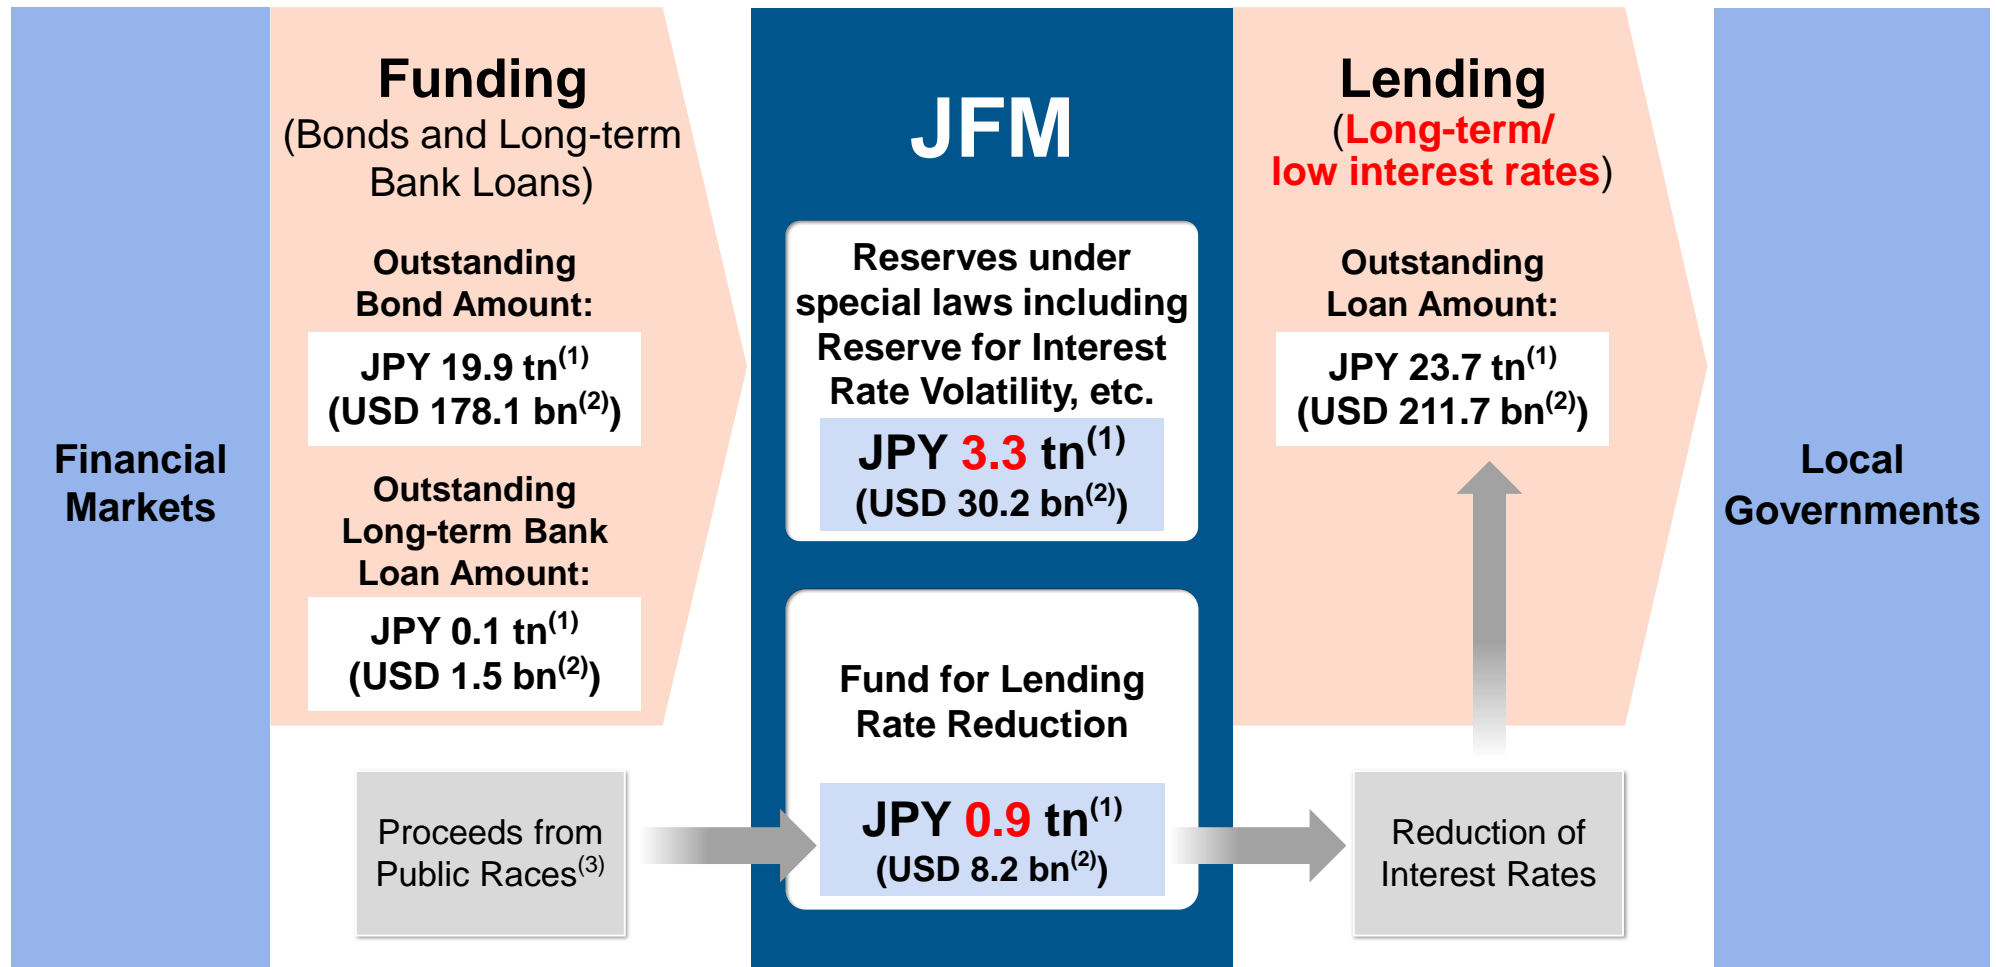 Financial
Markets
Funding
(Bonds and Long-term
Bank Loans)
Outstanding
Bond Amount:
JPY 19.9 tn(1)
(USD 178.1 bn(2))
Outstanding
Long-term Bank
Loan Amount:
JPY 0.1 tn(1)
(USD 1.5 bn(2))
Proceeds from
Public Races(3)
JFM
Reserves under
special laws including
Reserve for Interest
Rate Volatility, etc.
JPY 3.3 tn(1)
(USD 30.2 bn(2))
Fund for Lending
Rate Reduction
JPY 0.9 tn(1)
(USD 8.2 bn(2))
Lending
(Long-term/
low interest rates)
Outstanding
Loan Amount:
JPY 23.7 tn(1)
(USD 211.7 bn(2))
Reduction of
Interest Rates
Local
Governments